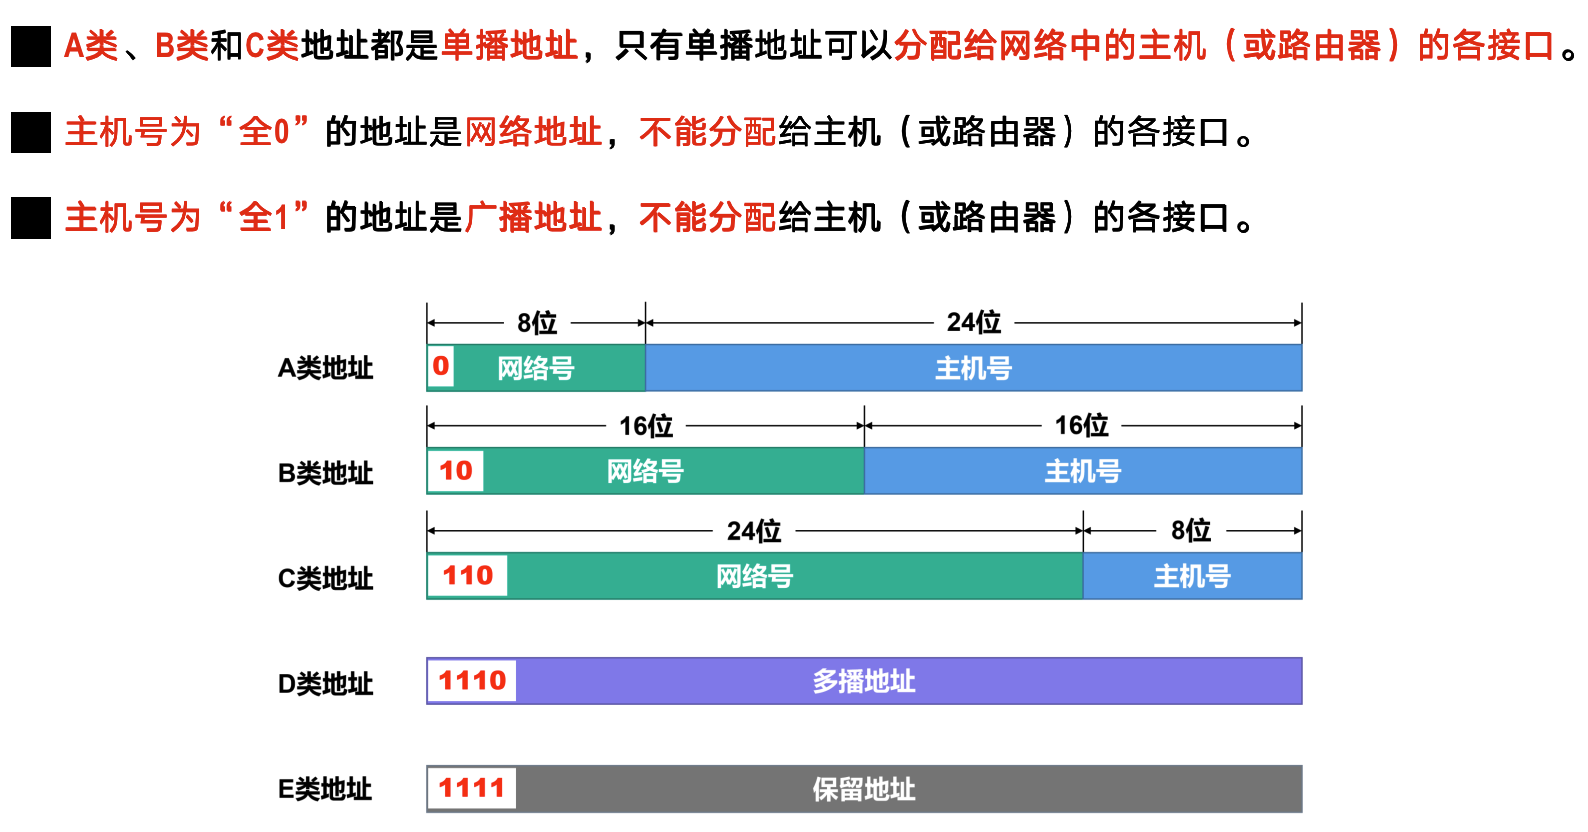 A类、B类和C类地址都是单播地址，只有单播地址可以分配给网络中的主机（或路由器）的各接口。
主机号为“全0”的地址是网络地址，不能分配给主机（或路由器）的各接口。
主机号为“全1”的地址是广播地址，不能分配给主机（或路由器）的各接口。
8位 24位
A类地址 0 网络号 主机号
16位 16位
B类地址 10 网络号 主机号
24位 8位
C类地址 110 网络号 主机号
D类地址 1110 多播地址
E类地址 1111 保留地址